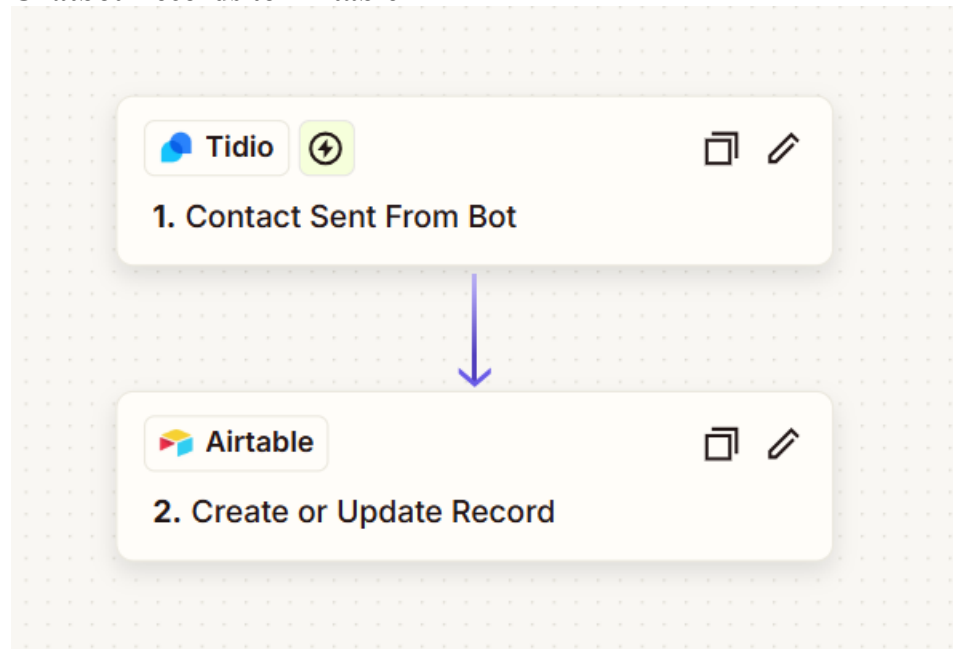 Tidio
1. Contact Sent From Bot
Airtable
2. Create or Update Record